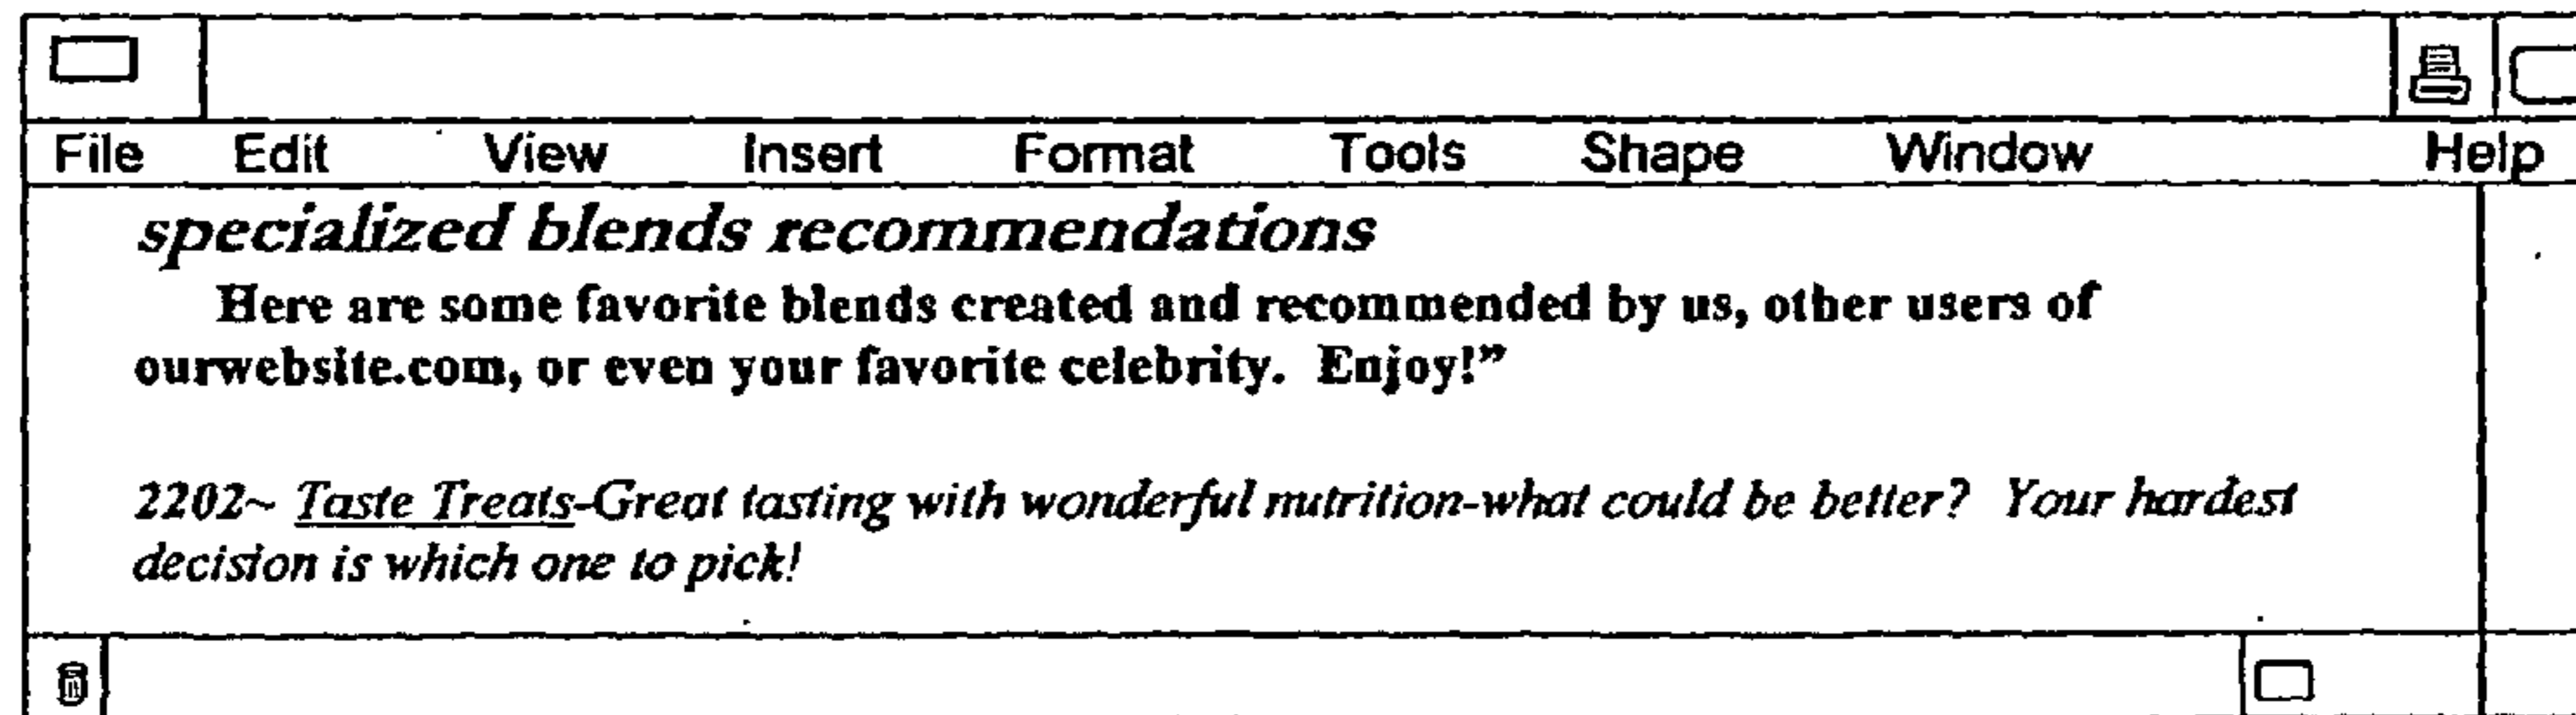 File Edit View Insert Format Tools Shape Window Help
specialized blends recommendations
Here are some favorite blends created and recommended by us, other users of
ourwebsite.com, or even your favorite celebrity. Enjoy!”
2202~ Taste Treats-Great tasting with wonderful nutrition-what could be better? Your hardest
decision is which one to pick!